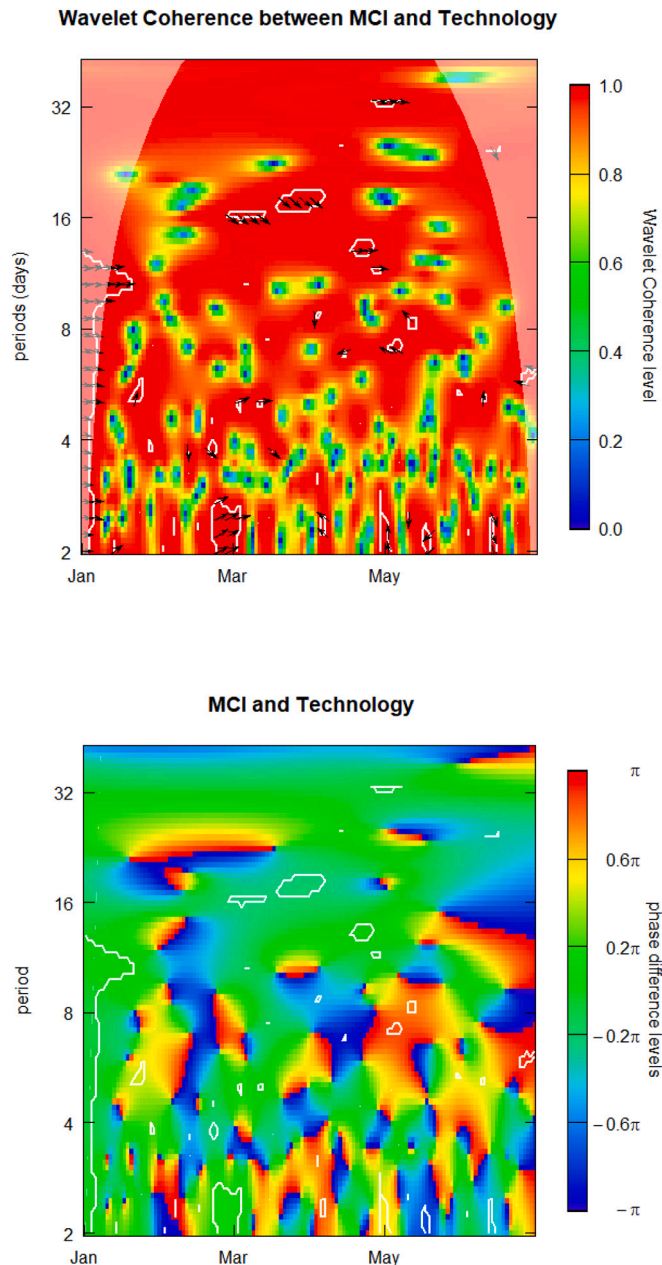 Wavelet Coherence between MCI and Technology
periods (days)
32
16
8
4
2
Jan
Mar
May
1.0
0.8
0.6
0.4
0.2
0.0
Wavelet Coherence level
MCI and Technology
period
32
16
8
4
2
Jan
Mar
May
π
0.6π
0.2π
−0.2π
−0.6π
−π
phase difference levels